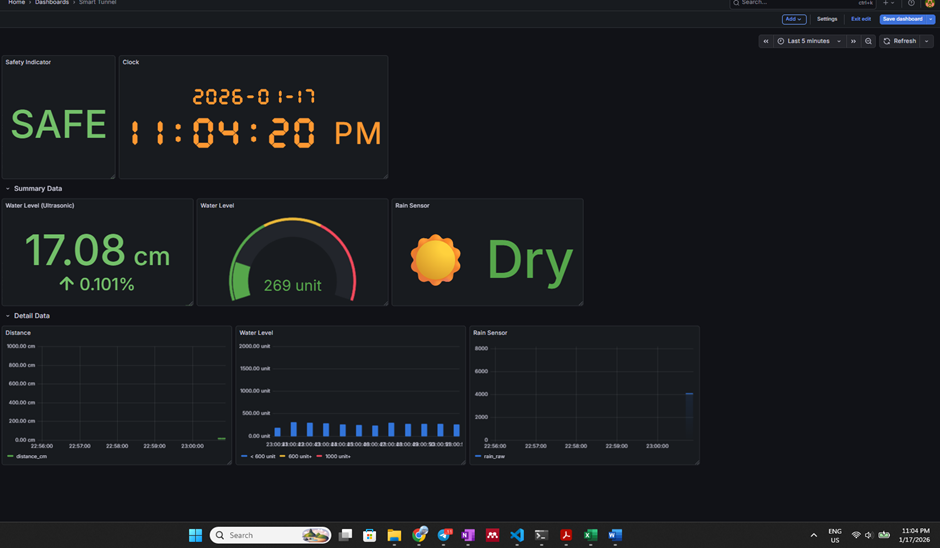 Home › Dashboards › Smart Tunnel
Search... ctrl+k
Add Settings Exit edit Save dashboard
Last 5 minutes Refresh
Safety Indicator
SAFE
Clock
2026-01-17
11:04:20 PM
Summary Data
Water Level (Ultrasonic)
17.08 cm
0.101%
Water Level
269 unit
Rain Sensor
Dry
Detail Data
Distance
1000.00 cm
800.00 cm
600.00 cm
400.00 cm
200.00 cm
0.00 cm
22:56:00 22:57:00 22:58:00 22:59:00 23:00:00
distance_cm
Water Level
2000.00 unit
1500.00 unit
1000.00 unit
500.00 unit
0.00 unit
< 600 unit 600 unit+ 1000 unit+
Rain Sensor
8000
6000
4000
2000
0
22:56:00 22:57:00 22:58:00 22:59:00 23:00:00
rain_raw
Search
ENG
US
11:04 PM
1/17/2026